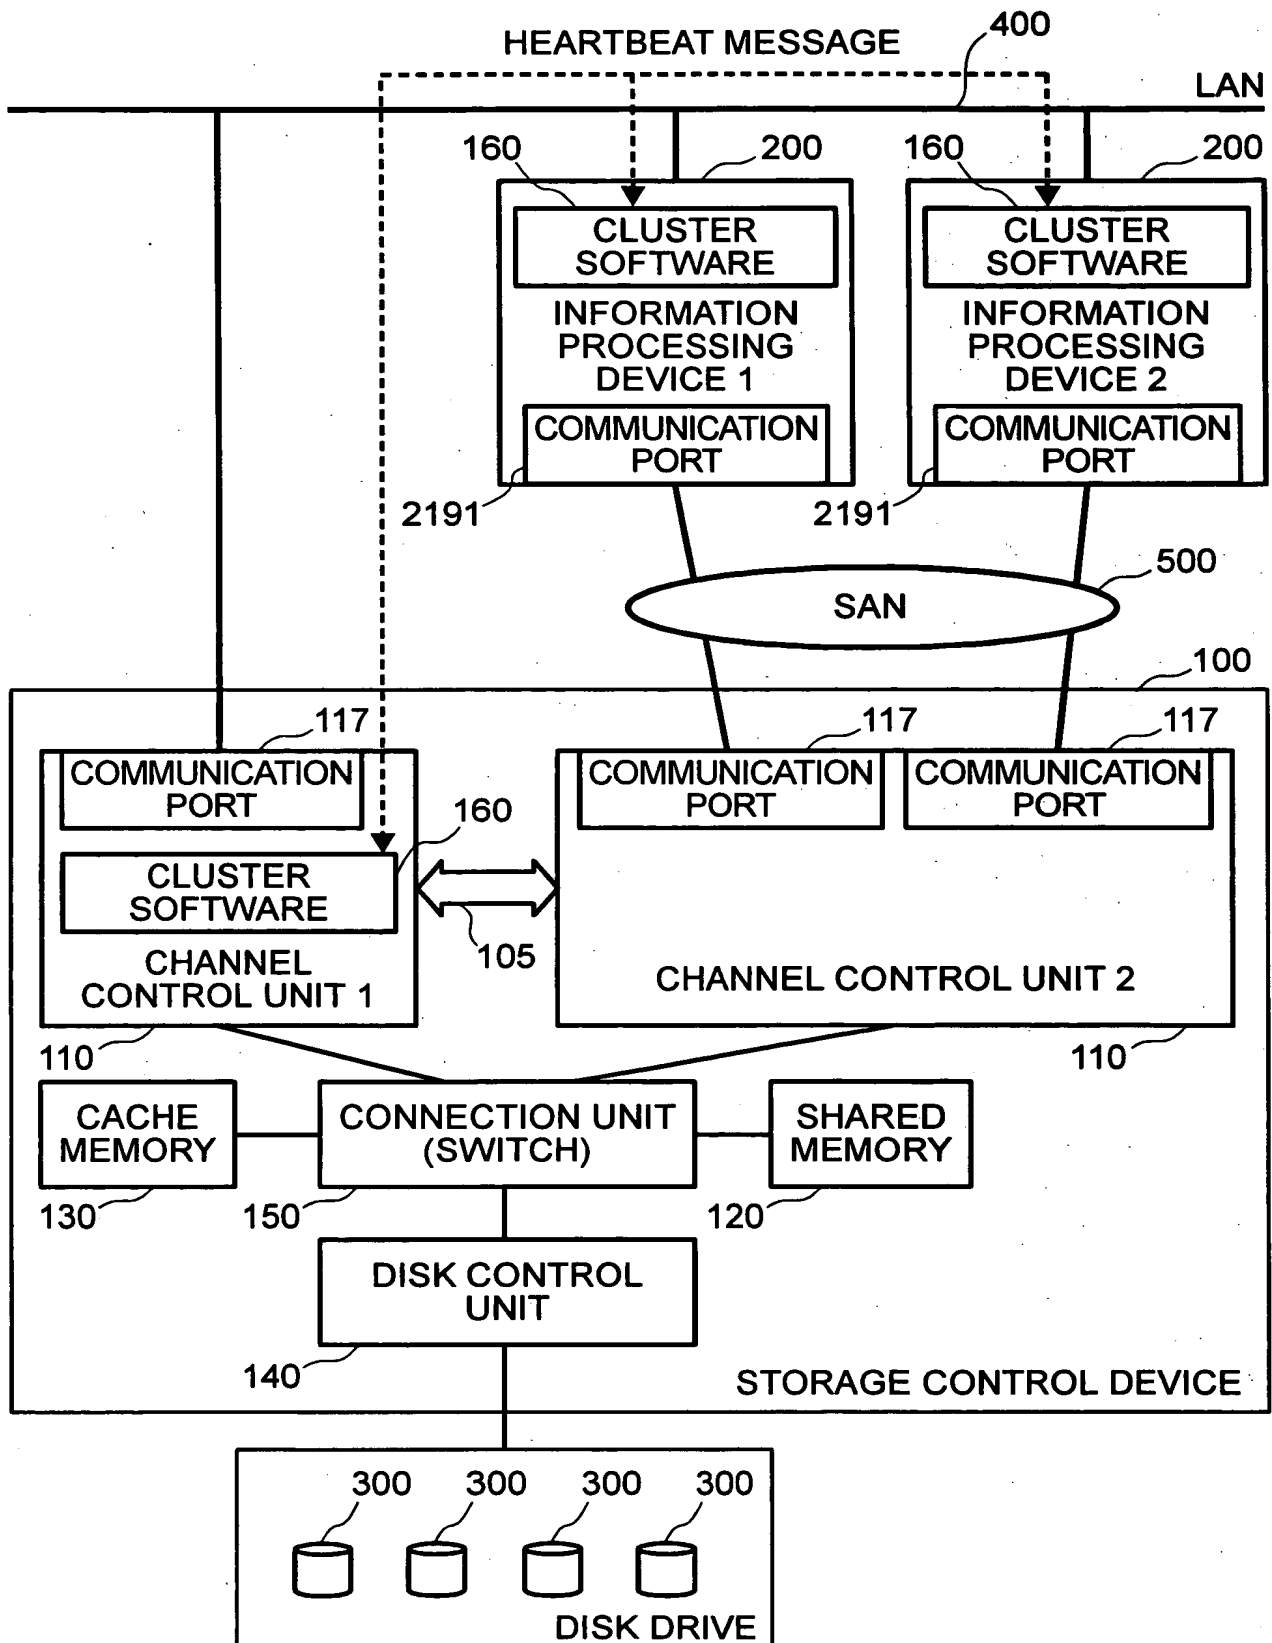 400
HEARTBEAT MESSAGE
LAN
160
200
160
200
CLUSTER
SOFTWARE
INFORMATION
PROCESSING
DEVICE 1
COMMUNICATION
PORT
2191
CLUSTER
SOFTWARE
INFORMATION
PROCESSING
DEVICE 2
COMMUNICATION
PORT
2191
500
SAN
100
117
117
117
COMMUNICATION
PORT
160
CLUSTER
SOFTWARE
CHANNEL
CONTROL UNIT 1
110
105
COMMUNICATION
PORT
COMMUNICATION
PORT
CHANNEL CONTROL UNIT 2
110
CACHE
MEMORY
130
CONNECTION UNIT
(SWITCH)
150
SHARED
MEMORY
120
DISK CONTROL
UNIT
140
STORAGE CONTROL DEVICE
300
300
300
300
DISK DRIVE